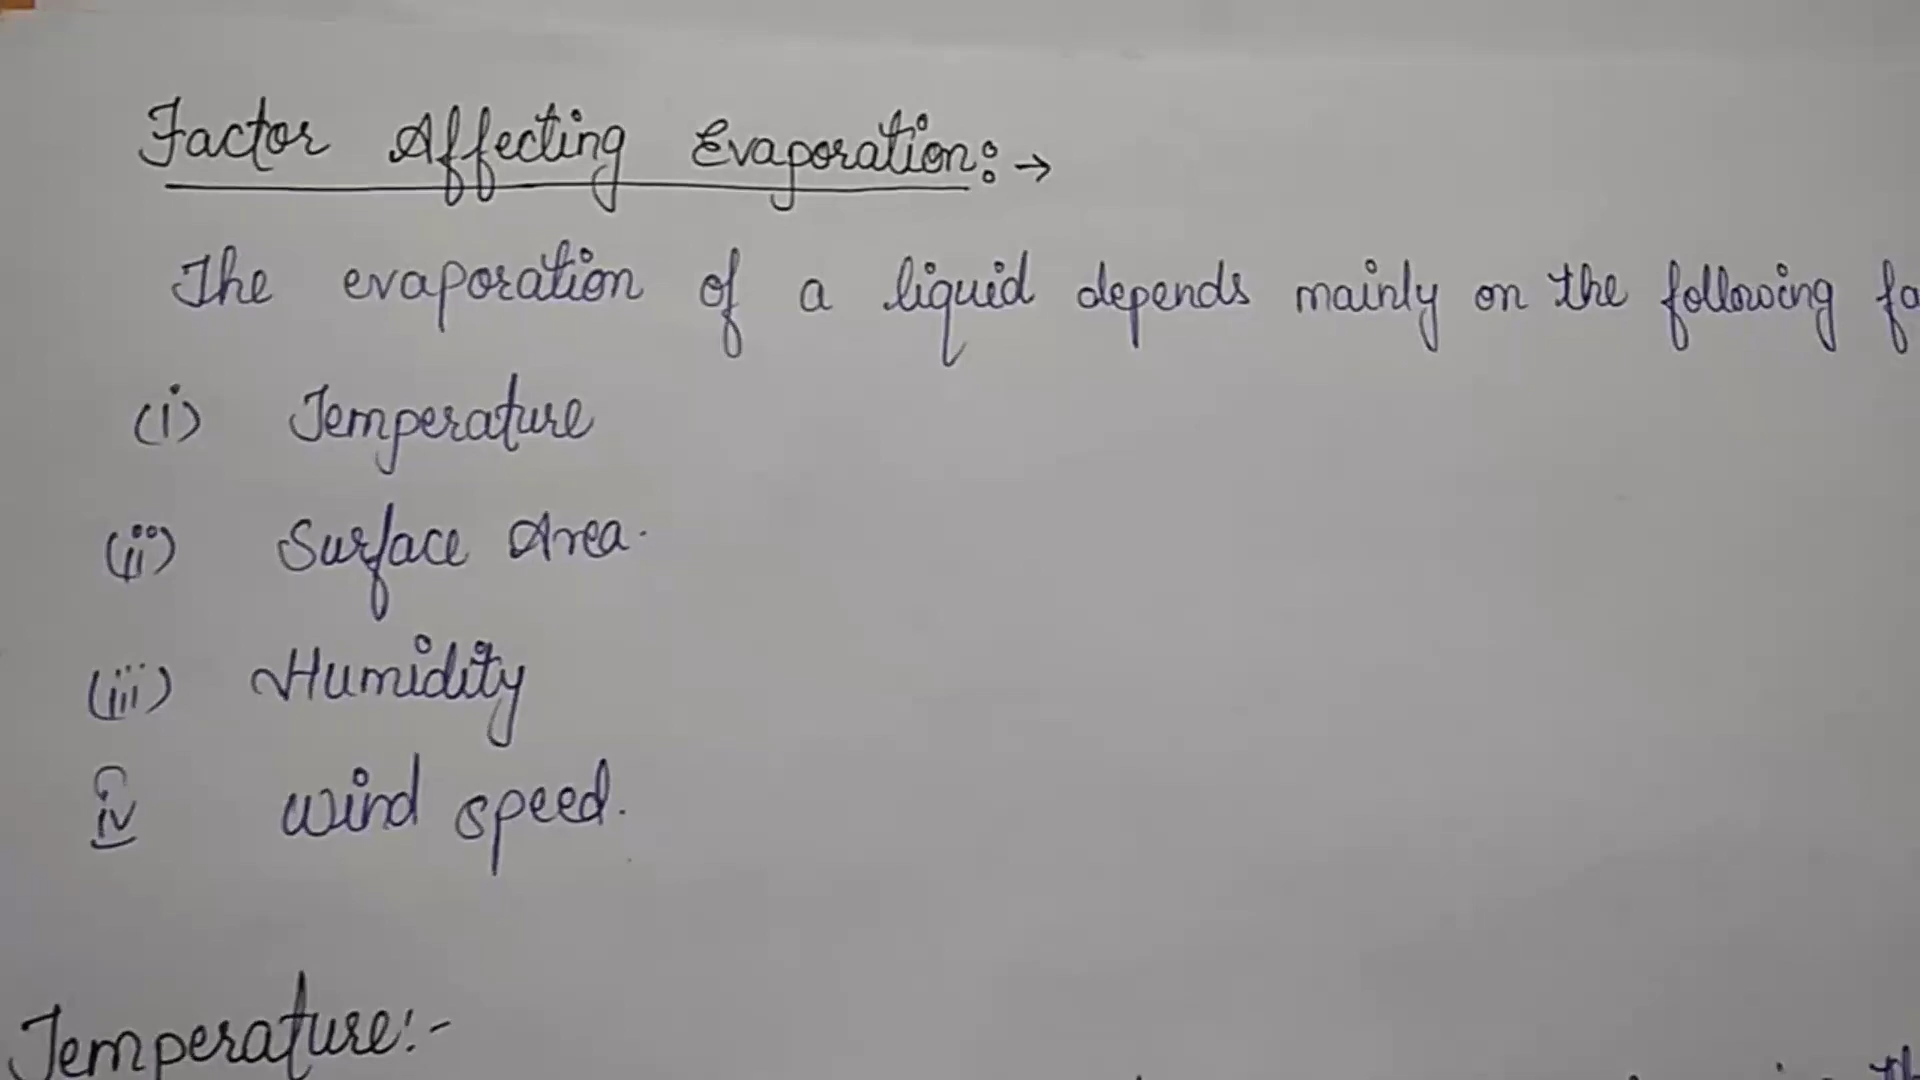 Factor Affecting Evaporation:→
The evaporation of a liquid depends mainly on the following
(i) Temperature
(ii) Surface Area.
(iii) Humidity
iv wind speed.
Temperature:-